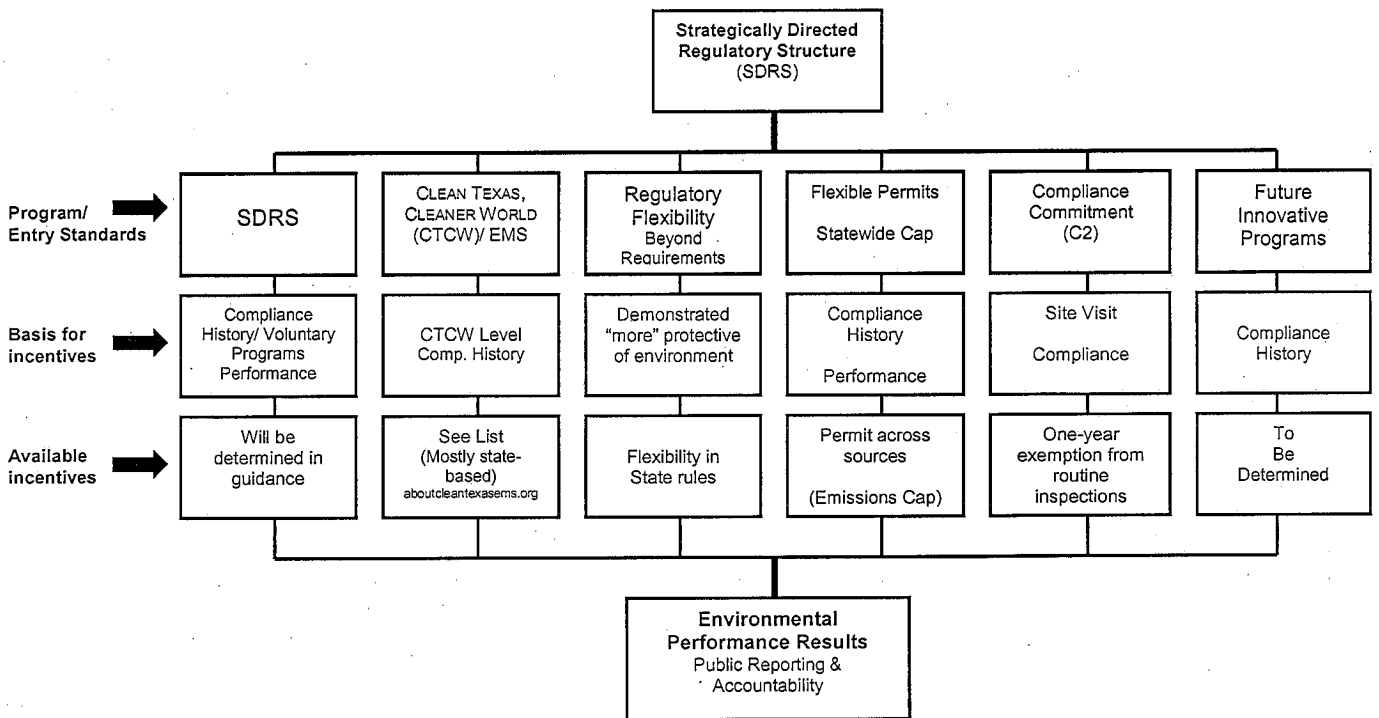 Strategically Directed
Regulatory Structure
(SDRS)
Program/
Entry Standards
SDRS
CLEAN TEXAS,
CLEANER WORLD
(CTCW)/ EMS
Regulatory
Flexibility
Beyond
Requirements
Flexible Permits
Statewide Cap
Compliance
Commitment
(C2)
Future
Innovative
Programs
Basis for
incentives
Compliance
History/ Voluntary
Programs
Performance
CTCW Level
Comp. History
Demonstrated
“more” protective
of environment
Compliance
History
Performance
Site Visit
Compliance
Compliance
History
Available
incentives
Will be
determined in
guidance
See List
(Mostly state-
based)
aboutcleantexasems.org
Flexibility in
State rules
Permit across
sources
(Emissions Cap)
One-year
exemption from
routine
inspections
To
Be
Determined
Environmental
Performance Results
Public Reporting &
Accountability